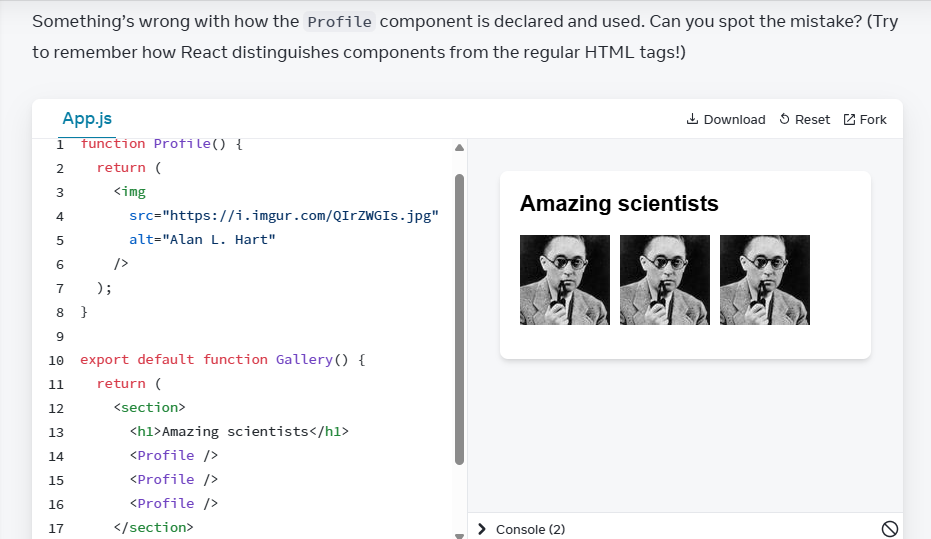 Something’s wrong with how the Profile component is declared and used. Can you spot the mistake? (Try
to remember how React distinguishes components from the regular HTML tags!)
App.js
Download Reset Fork
1 function Profile() {
2   return (
3     <img
4       src="https://i.imgur.com/QIrZWGIs.jpg"
5       alt="Alan L. Hart"
6     />
7   );
8 }
9
10 export default function Gallery() {
11   return (
12     <section>
13       <h1>Amazing scientists</h1>
14       <Profile />
15       <Profile />
16       <Profile />
17     </section>
Amazing scientists
Console (2)